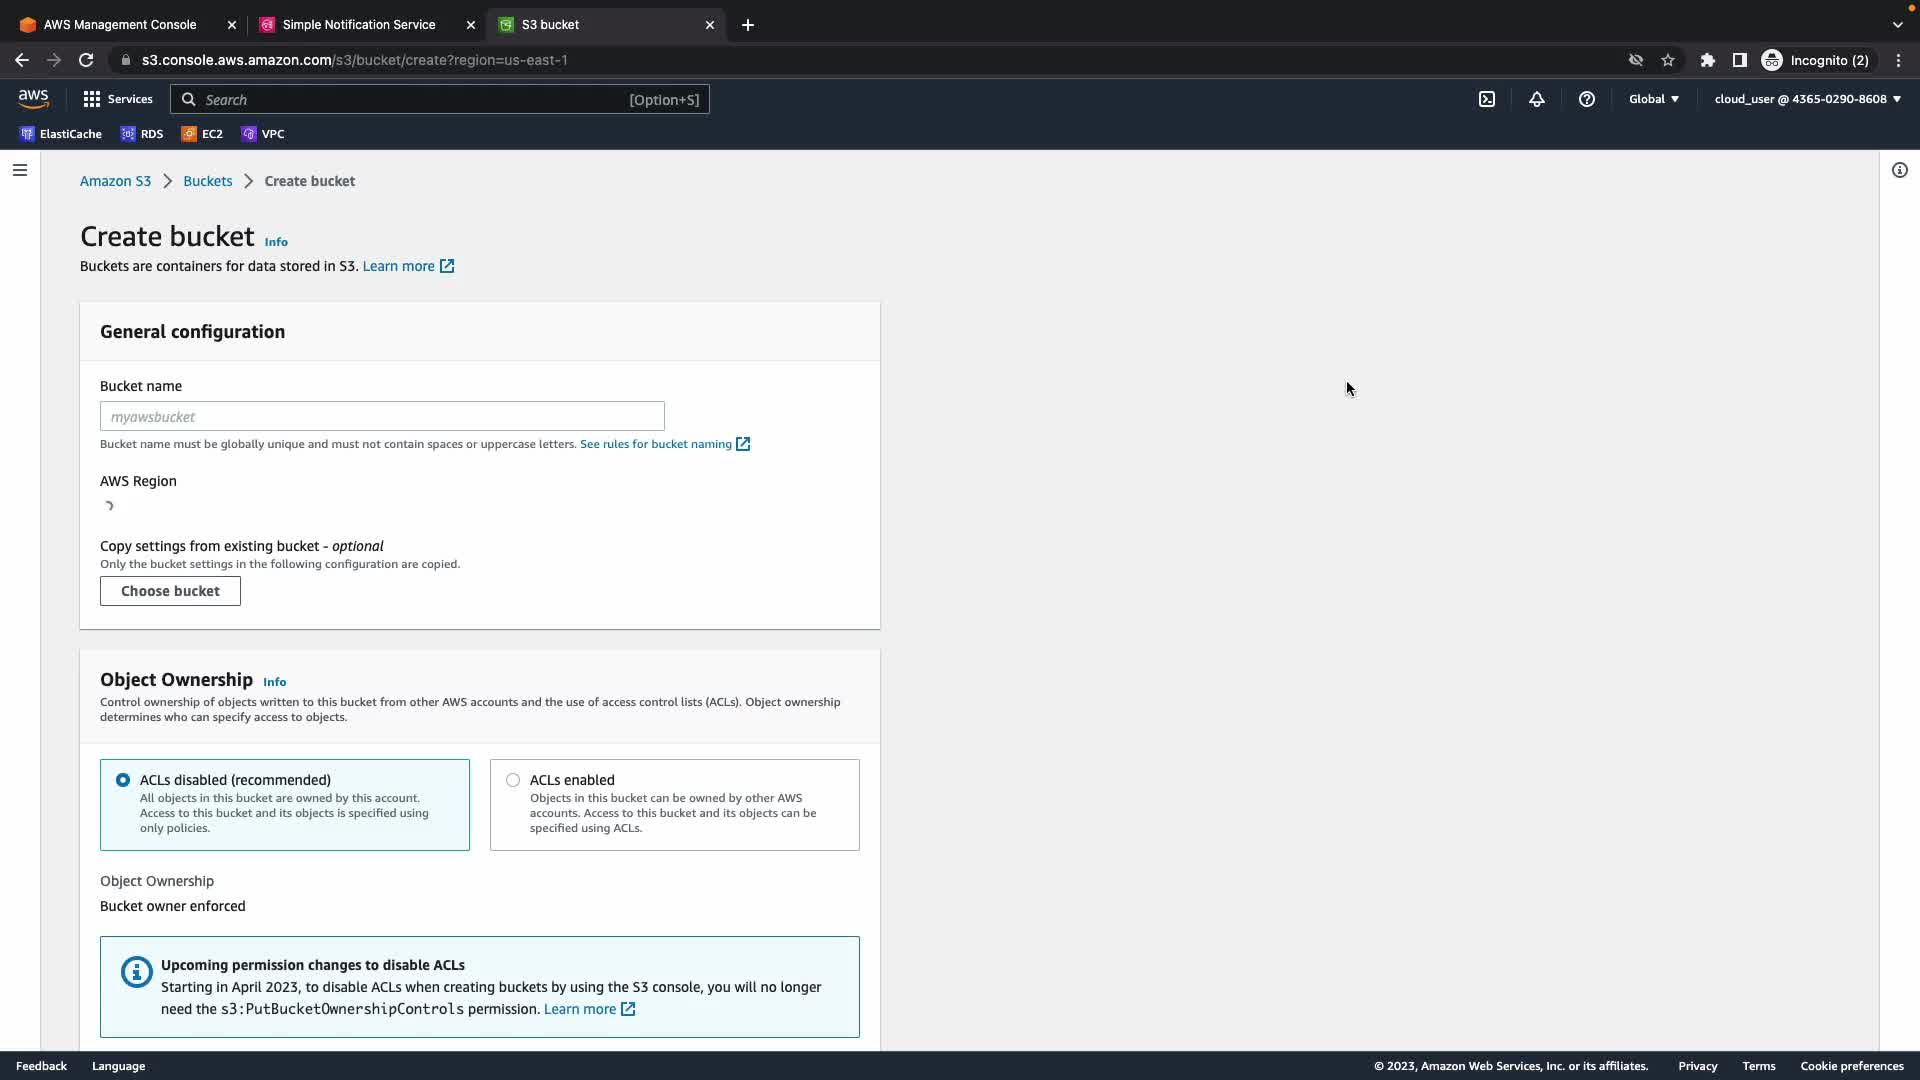 AWS Management Console
Simple Notification Service
S3 bucket
s3.console.aws.amazon.com/s3/bucket/create?region=us-east-1
Incognito (2)
aws
Services
Search
[Option+S]
Global
cloud_user @ 4365-0290-8608
ElastiCache
RDS
EC2
VPC
Amazon S3
Buckets
Create bucket
Create bucket Info
Buckets are containers for data stored in S3. Learn more
General configuration
Bucket name
myawsbucket
Bucket name must be globally unique and must not contain spaces or uppercase letters. See rules for bucket naming
AWS Region
Copy settings from existing bucket - optional
Only the bucket settings in the following configuration are copied.
Choose bucket
Object Ownership Info
Control ownership of objects written to this bucket from other AWS accounts and the use of access control lists (ACLs). Object ownership
determines who can specify access to objects.
ACLs disabled (recommended)
All objects in this bucket are owned by this account.
Access to this bucket and its objects is specified using
only policies.
ACLs enabled
Objects in this bucket can be owned by other AWS
accounts. Access to this bucket and its objects can be
specified using ACLs.
Object Ownership
Bucket owner enforced
Upcoming permission changes to disable ACLs
Starting in April 2023, to disable ACLs when creating buckets by using the S3 console, you will no longer
need the s3:PutBucketOwnershipControls permission. Learn more
Feedback
Language
© 2023, Amazon Web Services, Inc. or its affiliates.
Privacy
Terms
Cookie preferences